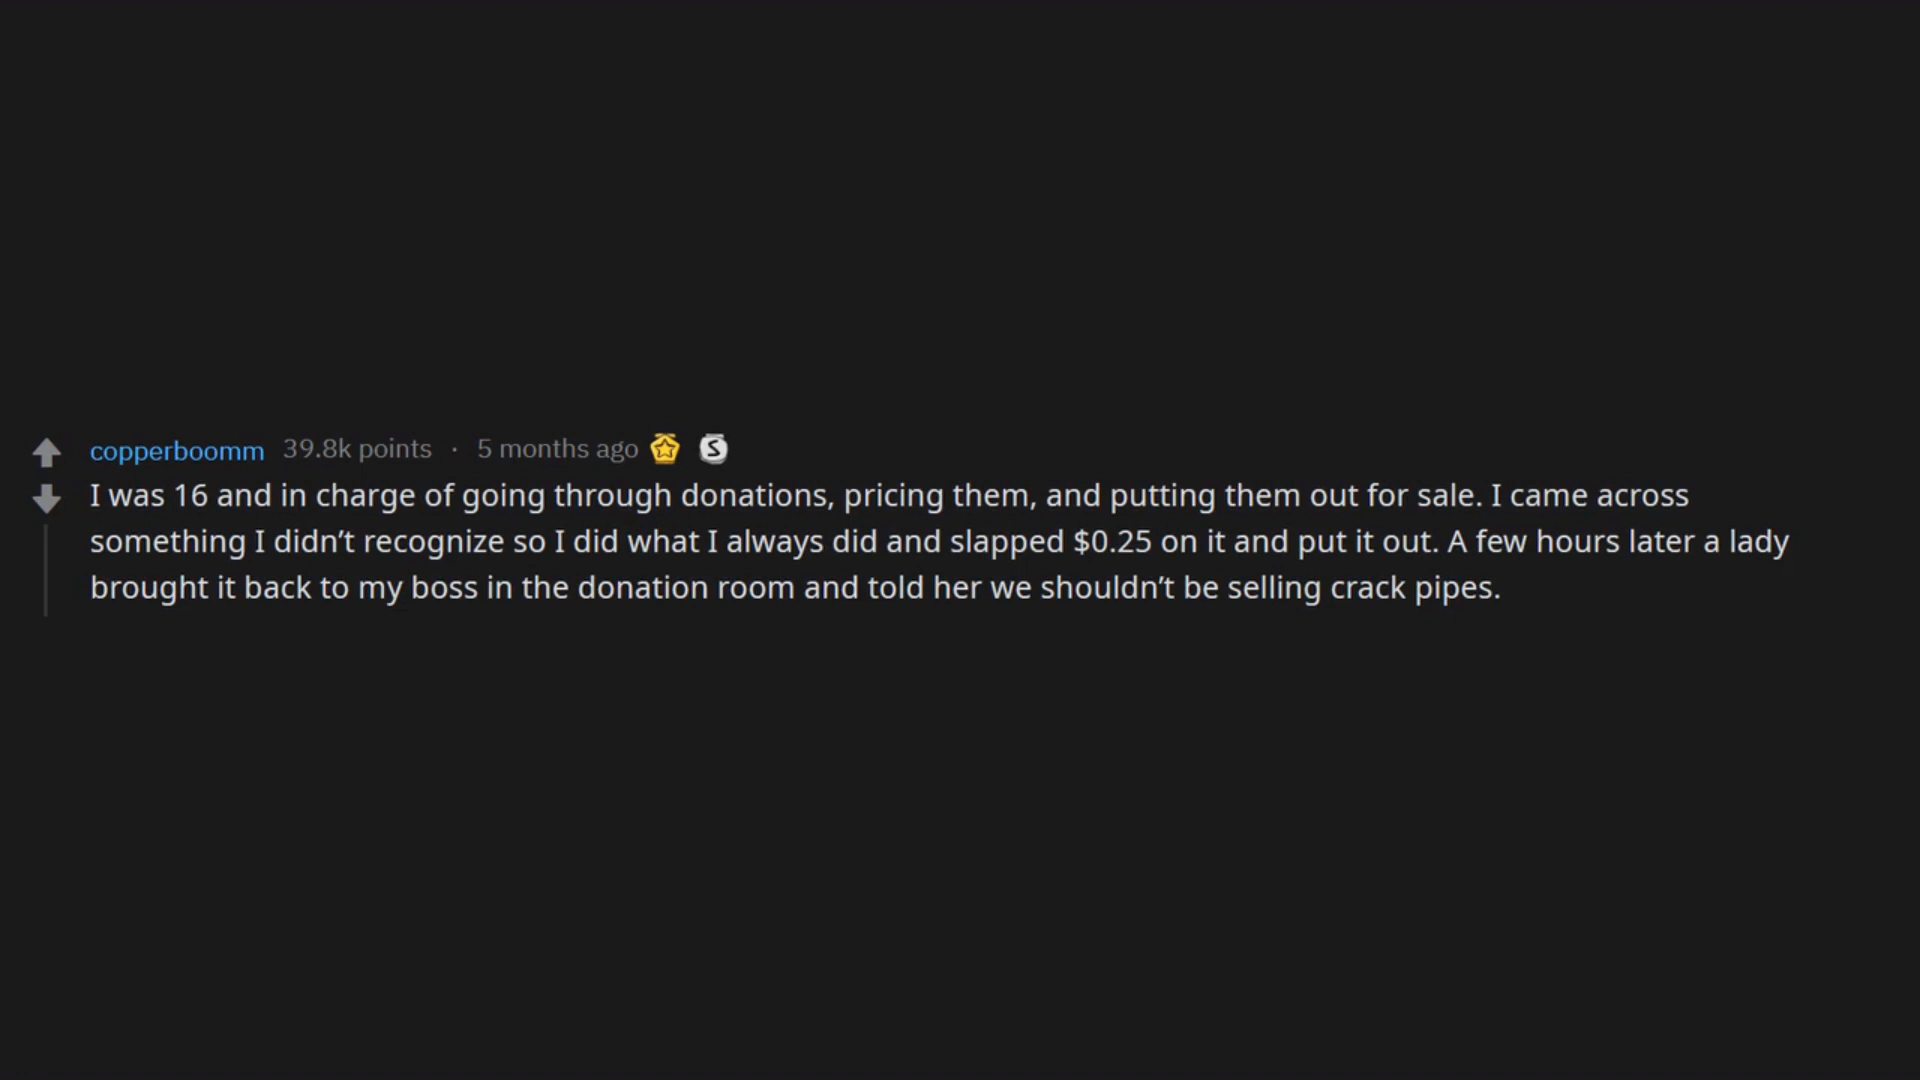 copperboomm 39.8k points · 5 months ago
I was 16 and in charge of going through donations, pricing them, and putting them out for sale. I came across
something I didn’t recognize so I did what I always did and slapped $0.25 on it and put it out. A few hours later a lady
brought it back to my boss in the donation room and told her we shouldn’t be selling crack pipes.